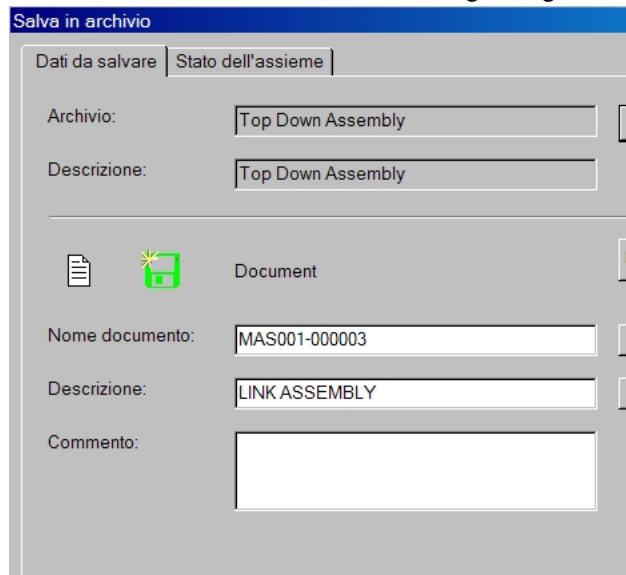 Salva in archivio
Dati da salvare Stato dell'assieme
Archivio: Top Down Assembly
Descrizione: Top Down Assembly
Document
Nome documento: MAS001-000003
Descrizione: LINK ASSEMBLY
Commento: